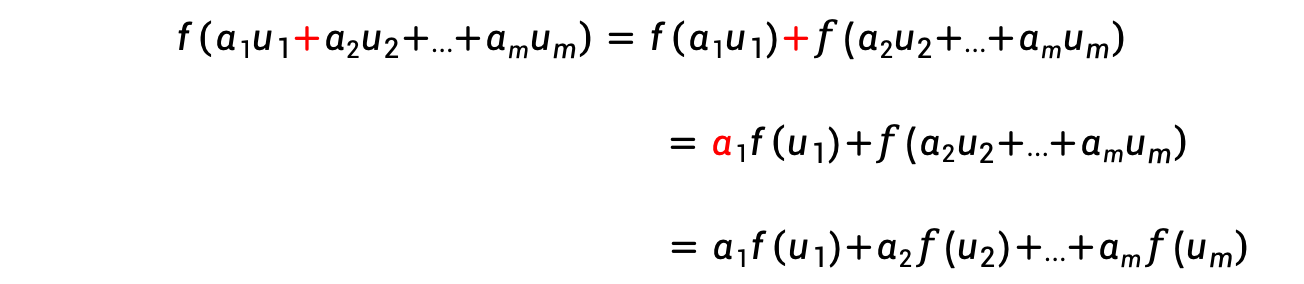 f(a₁u₁+a₂u₂+...+aₘuₘ) = f(a₁u₁)+f(a₂u₂+...+aₘuₘ)
= a₁f(u₁)+f(a₂u₂+...+aₘuₘ)
= a₁f(u₁)+a₂f(u₂)+...+aₘf(uₘ)